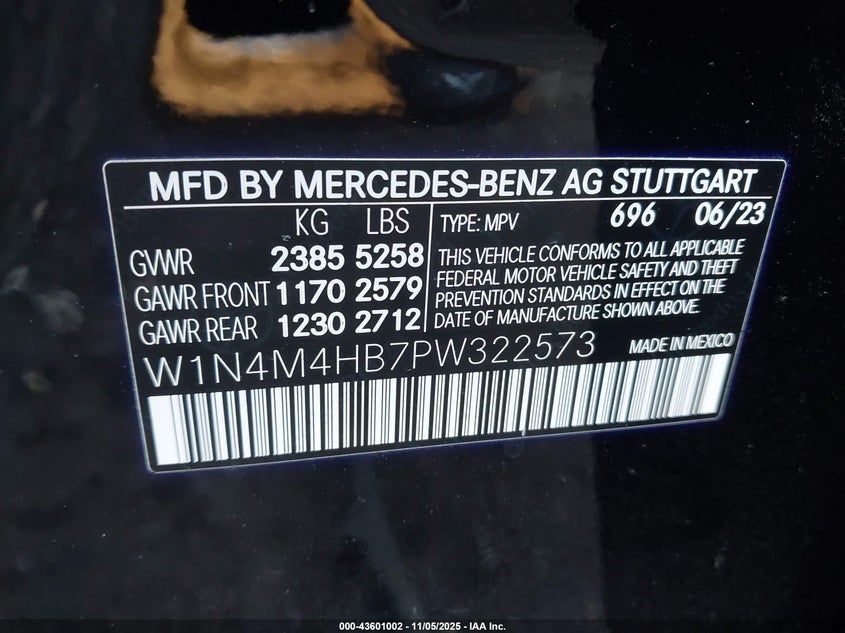 MFD BY MERCEDES-BENZ AG STUTTGART
KG LBS
GVWR 2385 5258
GAWR FRONT 1170 2579
GAWR REAR 1230 2712
TYPE: MPV 696 06/23
THIS VEHICLE CONFORMS TO ALL APPLICABLE
FEDERAL MOTOR VEHICLE SAFETY AND THEFT
PREVENTION STANDARDS IN EFFECT ON THE
DATE OF MANUFACTURE SHOWN ABOVE.
W1N4M4HB7PW322573 MADE IN MEXICO
000-43601002 - 11/05/2025 - IAA Inc.